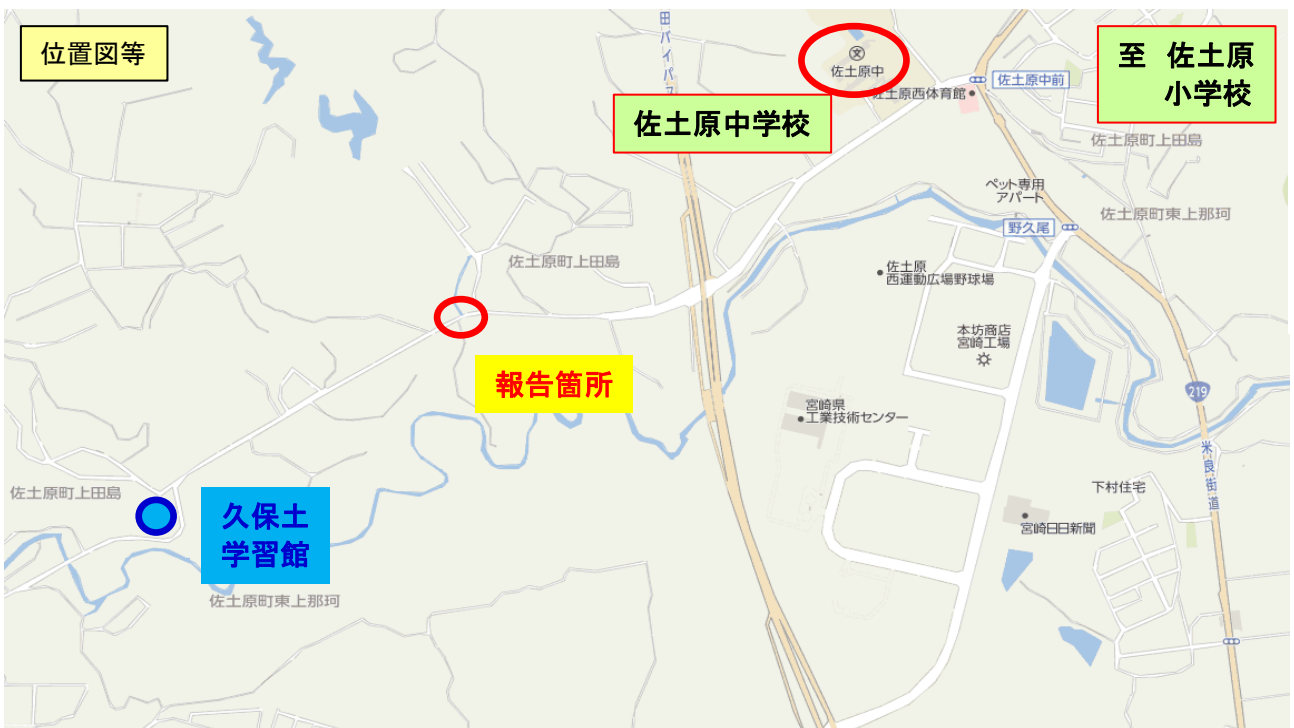 位置図等
田バイパス
佐土原中
佐土原西体育館
佐土原中前
至 佐土原
小学校
佐土原中学校
佐土原町上田島
ペット専用
アパート
佐土原町東上那珂
野久尾
佐土原町上田島
佐土原
西運動広場野球場
本坊商店
宮崎工場
報告箇所
219
宮崎県
工業技術センター
米良街道
佐土原町上田島
久保土
学習館
下村住宅
宮崎日日新聞
佐土原町東上那珂